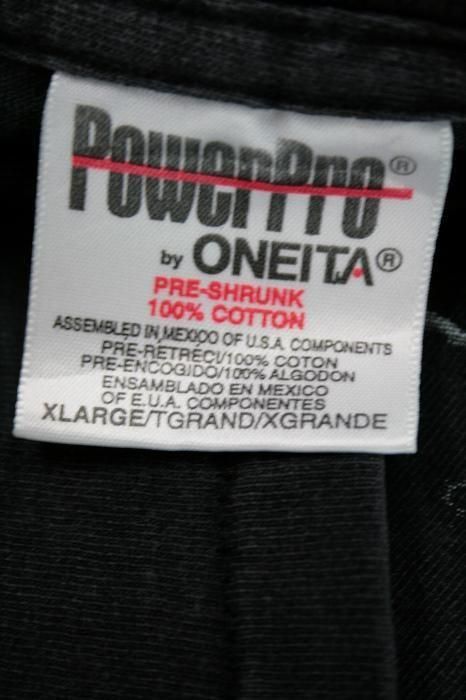 PowerPro®
by ONEITA®
PRE-SHRUNK
100% COTTON
ASSEMBLED IN MEXICO OF U.S.A. COMPONENTS
PRE-RETRECI/100% COTON
PRE-ENCOGIDO/100% ALGODON
ENSAMBLADO EN MEXICO
OF E.U.A. COMPONENTES
XLARGE/TGRAND/XGRANDE